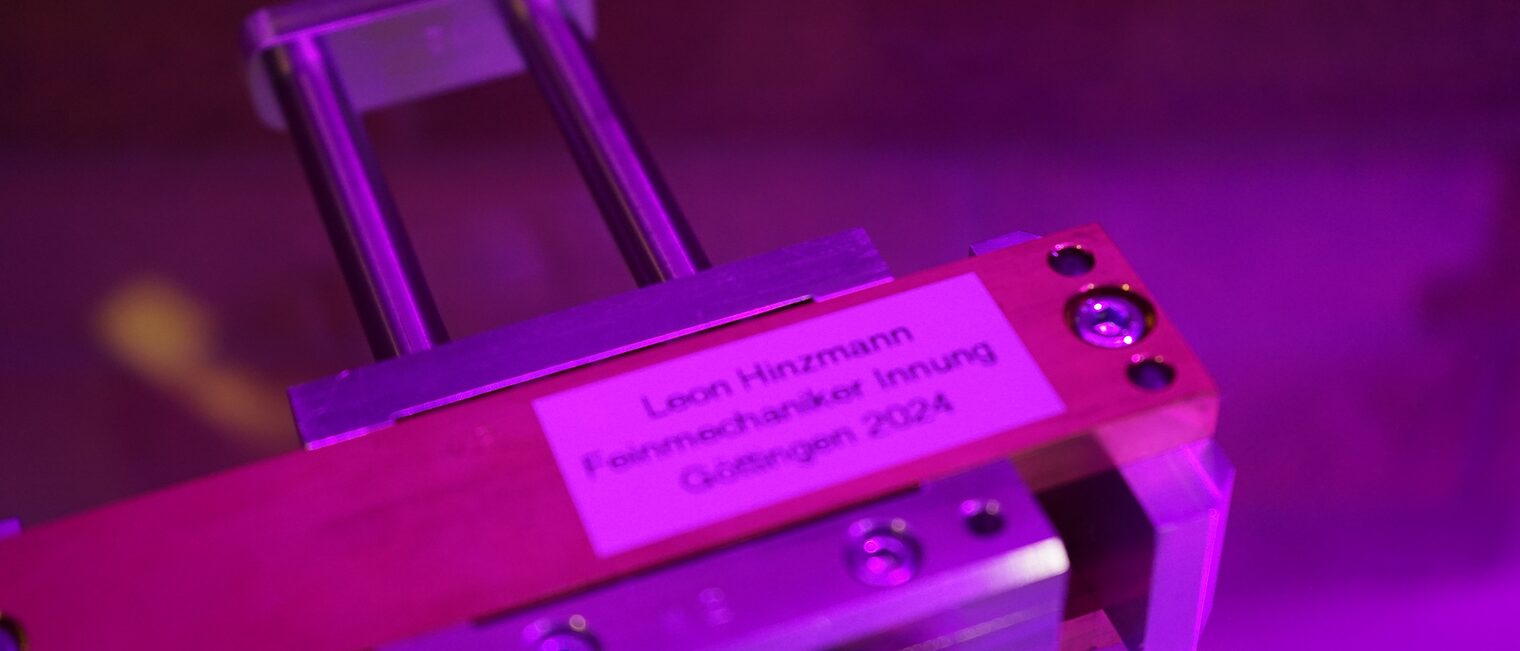 Leon Hinzmann
Feinmechaniker Innung
Göttingen 2024